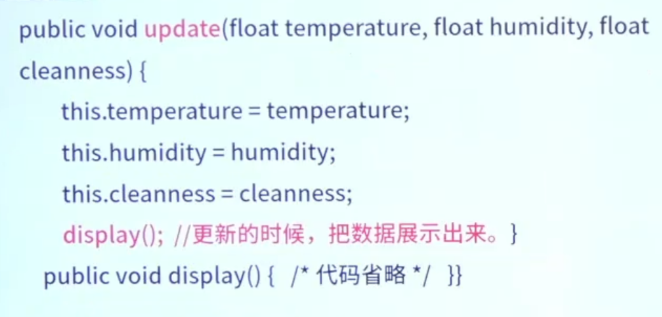 public void update(float temperature, float humidity, float
cleanness) {
this.temperature = temperature;
this.humidity = humidity;
this.cleanness = cleanness;
display(); //更新的时候，把数据展示出来。}
public void display() { /* 代码省略 */ }}